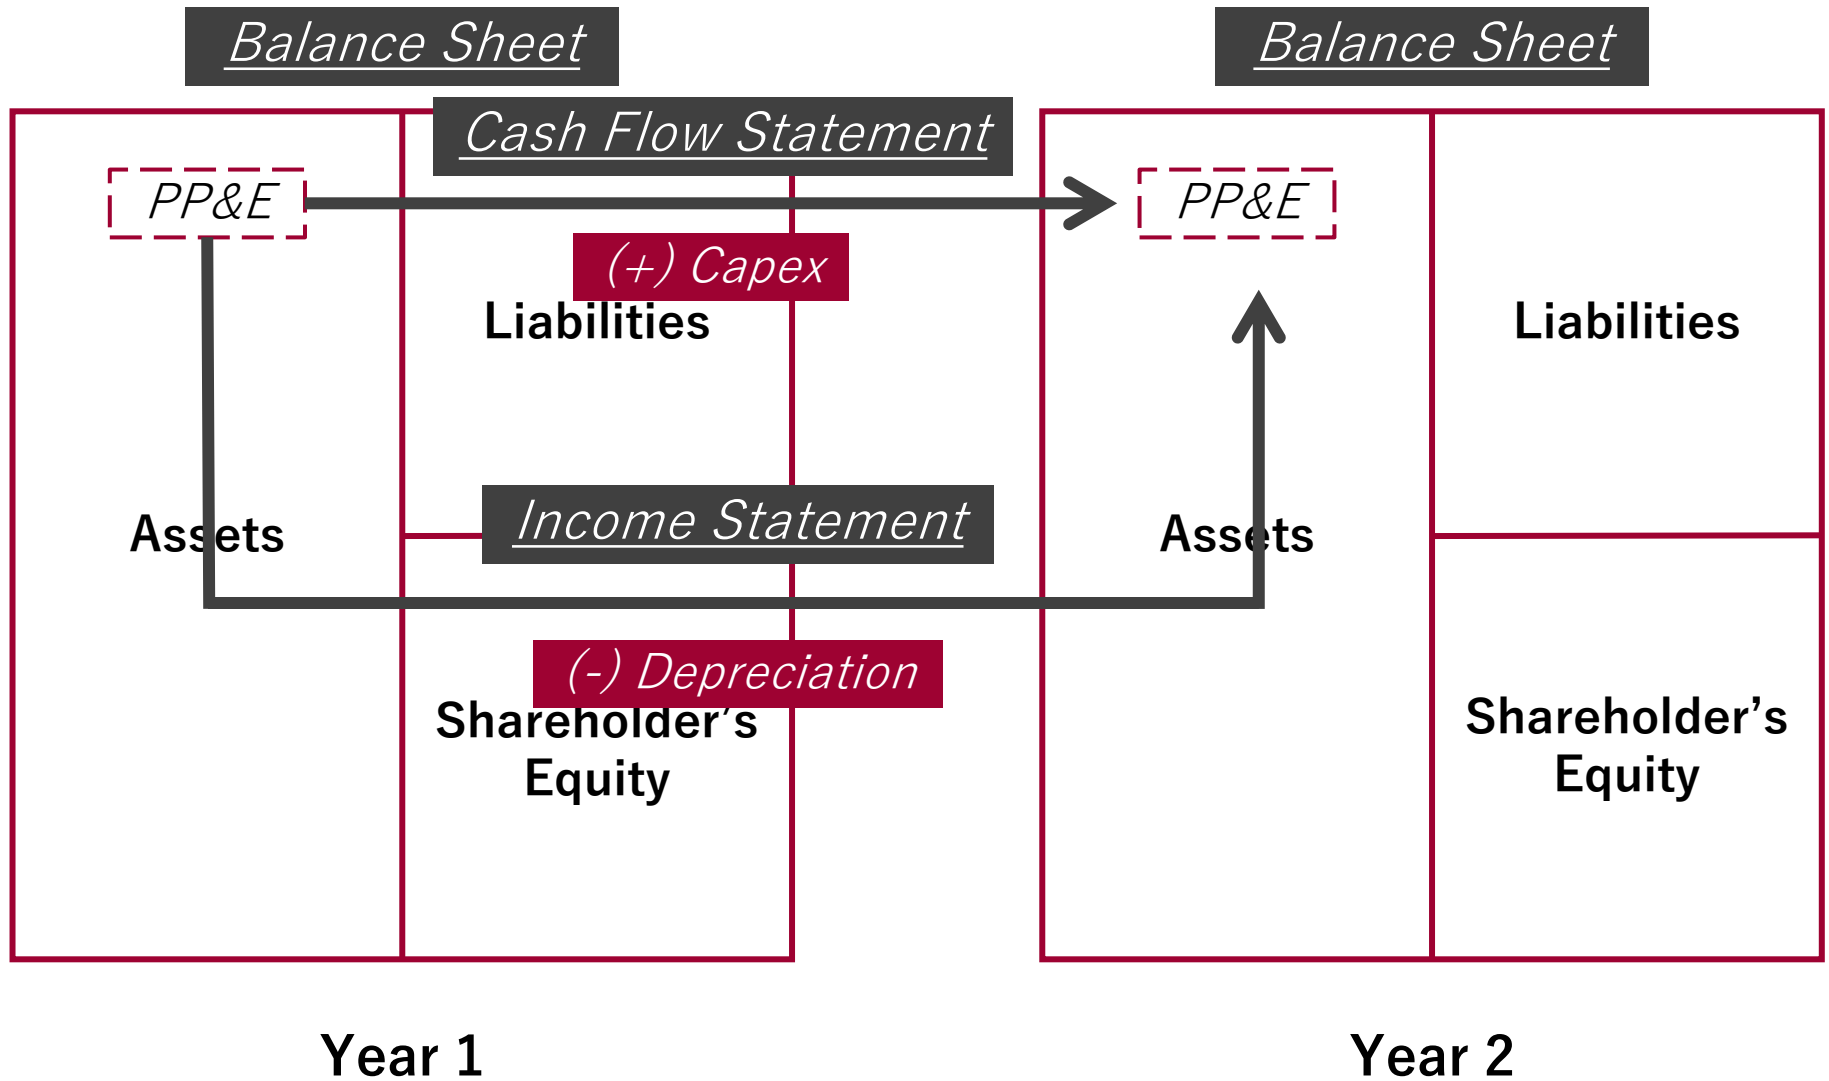 Balance Sheet
Balance Sheet
Cash Flow Statement
PP&E
PP&E
(+) Capex
Liabilities
Liabilities
Income Statement
Assets
Assets
(-) Depreciation
Shareholder’s
Equity
Shareholder’s
Equity
Year 1
Year 2